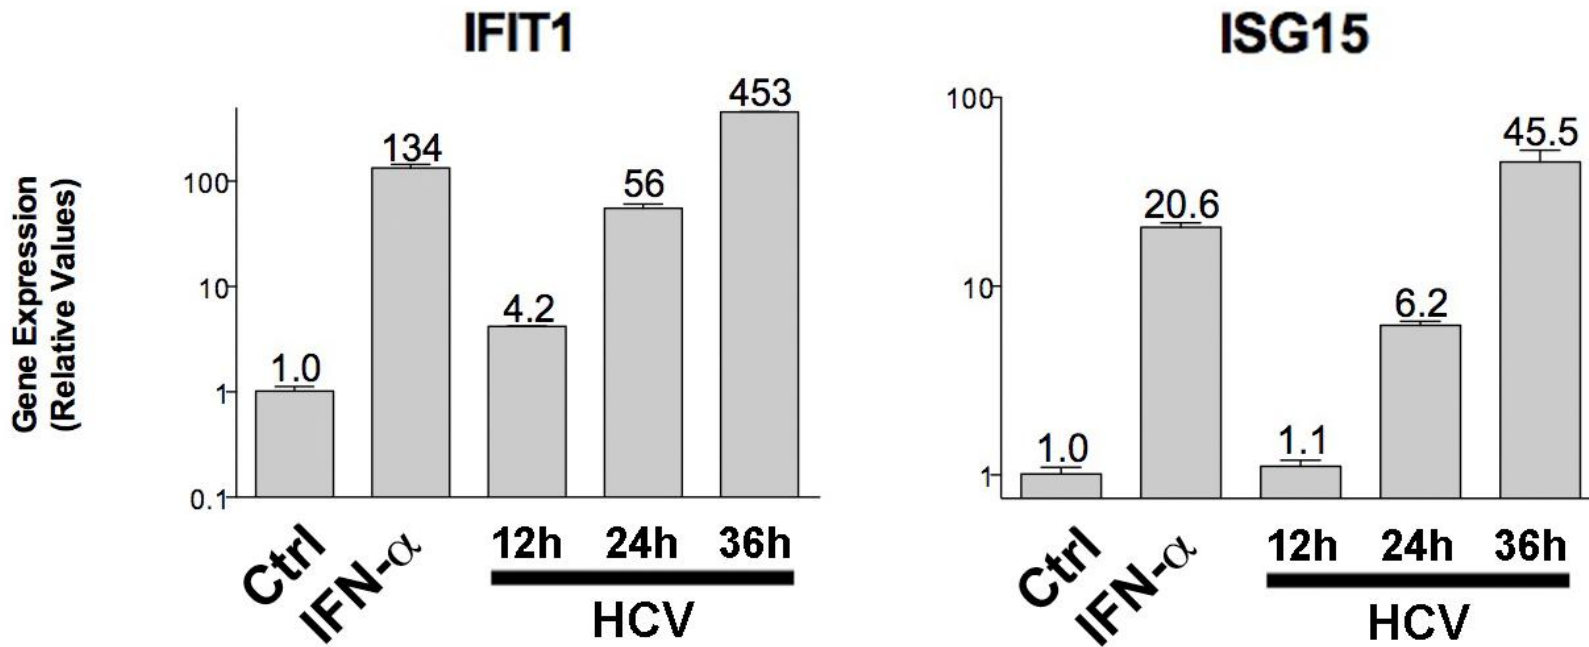 IFIT1
Gene Expression
(Relative Values)
100
10
1
0.1
1.0
134
4.2
56
453
Ctrl
IFN-α
12h
24h
36h
HCV
ISG15
100
10
1
1.0
20.6
1.1
6.2
45.5
Ctrl
IFN-α
12h
24h
36h
HCV